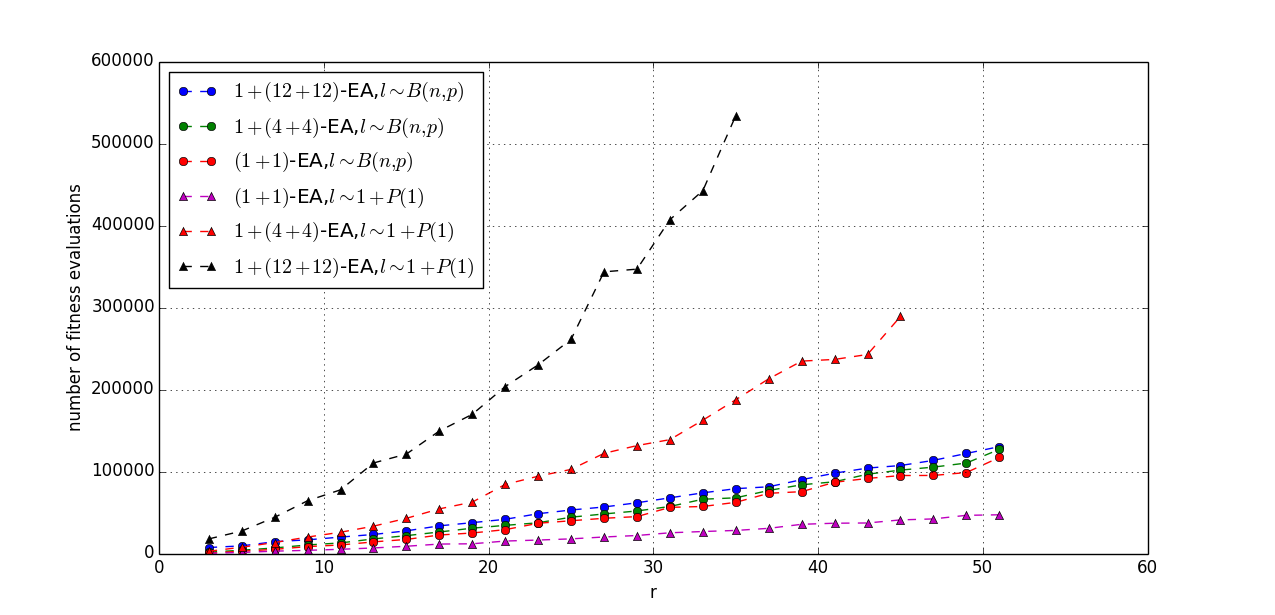 600000
500000
400000
300000
200000
100000
0
number of fitness evaluations
1+(12+12)-EA,l∼B(n,p)
1+(4+4)-EA,l∼B(n,p)
(1+1)-EA,l∼B(n,p)
(1+1)-EA,l∼1+P(1)
1+(4+4)-EA,l∼1+P(1)
1+(12+12)-EA,l∼1+P(1)
0 10 20 30 40 50 60
r